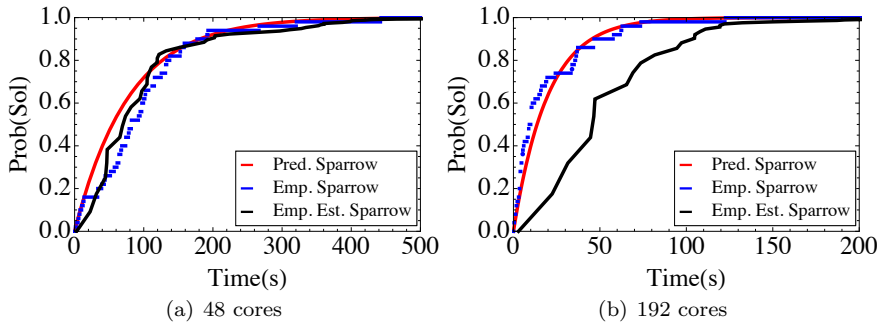 1.0
0.8
0.6
0.4
0.2
0.0
Prob(Sol)
Pred. Sparrow
Emp. Sparrow
Emp. Est. Sparrow
0 100 200 300 400 500
Time(s)
(a) 48 cores
1.0
0.8
0.6
0.4
0.2
0.0
Prob(Sol)
Pred. Sparrow
Emp. Sparrow
Emp. Est. Sparrow
0 50 100 150 200
Time(s)
(b) 192 cores